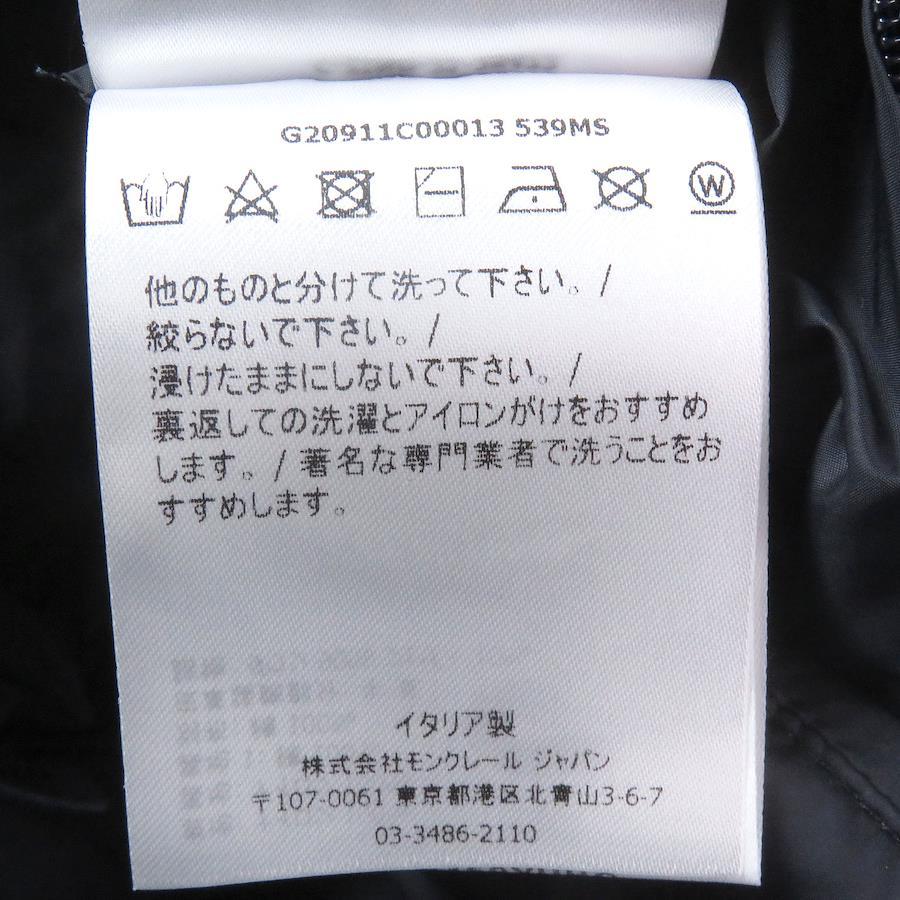 G20911C00013 539MS
W
他のものと分けて洗って下さい。/
絞らないで下さい。/
浸けたままにしないで下さい。/
裏返しての洗濯とアイロンがけをおすすめ
します。/ 著名な専門業者で洗うことをお
すすめします。
イタリア製
株式会社モンクレール ジャパン
〒107-0061 東京都港区北青山3-6-7
03-3486-2110